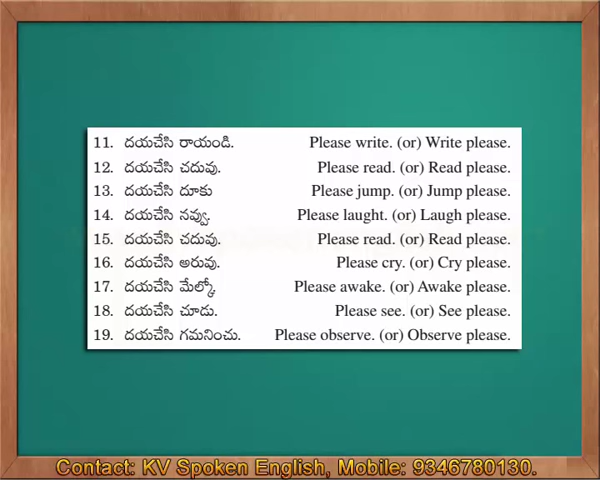 11. దయచేసి రాయండి. Please write. (or) Write please.
12. దయచేసి చదువు. Please read. (or) Read please.
13. దయచేసి దూకు Please jump. (or) Jump please.
14. దయచేసి నవ్వు. Please laught. (or) Laugh please.
15. దయచేసి చదువు. Please read. (or) Read please.
16. దయచేసి అరువు. Please cry. (or) Cry please.
17. దయచేసి మేల్కో Please awake. (or) Awake please.
18. దయచేసి చూడు. Please see. (or) See please.
19. దయచేసి గమనించు. Please observe. (or) Observe please.
Contact: KV Spoken English, Mobile: 9346780130.